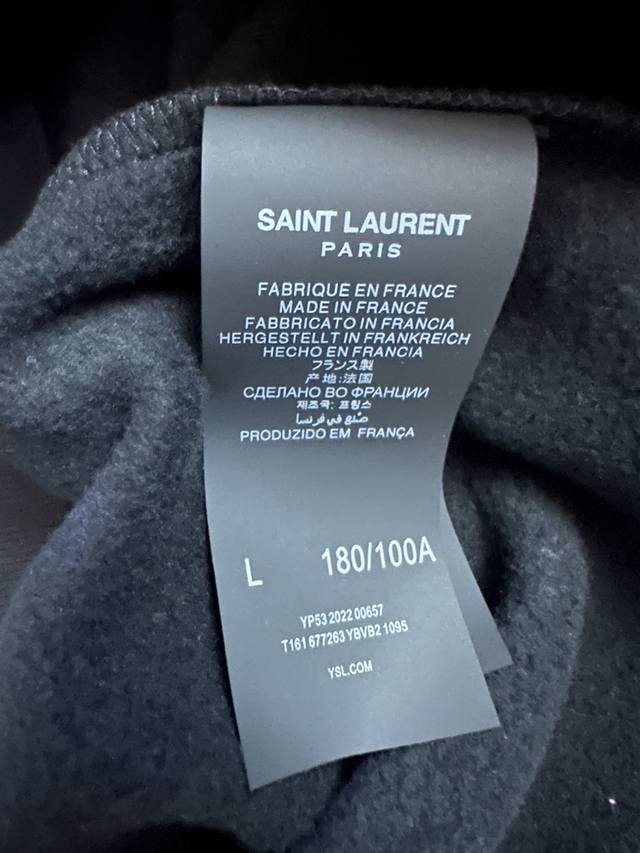 SAINT LAURENT
PARIS
FABRIQUE EN FRANCE
MADE IN FRANCE
FABBRICATO IN FRANCIA
HERGESTELLT IN FRANKREICH
HECHO EN FRANCIA
フランス製
产地:法国
СДЕЛАНО ВО ФРАНЦИИ
제조국: 프랑스
صنع في فرنسا
PRODUZIDO EM FRANÇA
L 180/100A
YP53 2022 00657
T161 677263 YBVB2 1095
YSL.COM